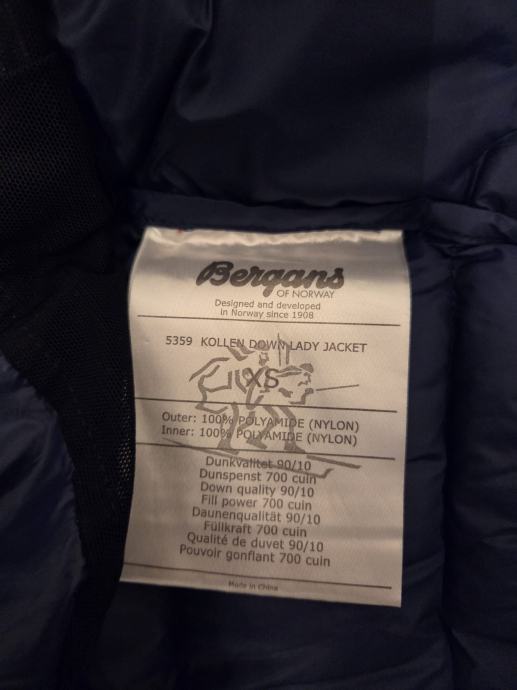 Bergans
OF NORWAY
Designed and developed
in Norway since 1908
5359 KOLLEN DOWN LADY JACKET
XS
Outer: 100% POLYAMIDE (NYLON)
Inner: 100% POLYAMIDE (NYLON)
Dunkvalitet 90/10
Dunspenst 700 cuin
Down quality 90/10
Fill power 700 cuin
Daunenqualität 90/10
Füllkraft 700 cuin
Qualité de duvet 90/10
Pouvoir gonflant 700 cuin
Made in China